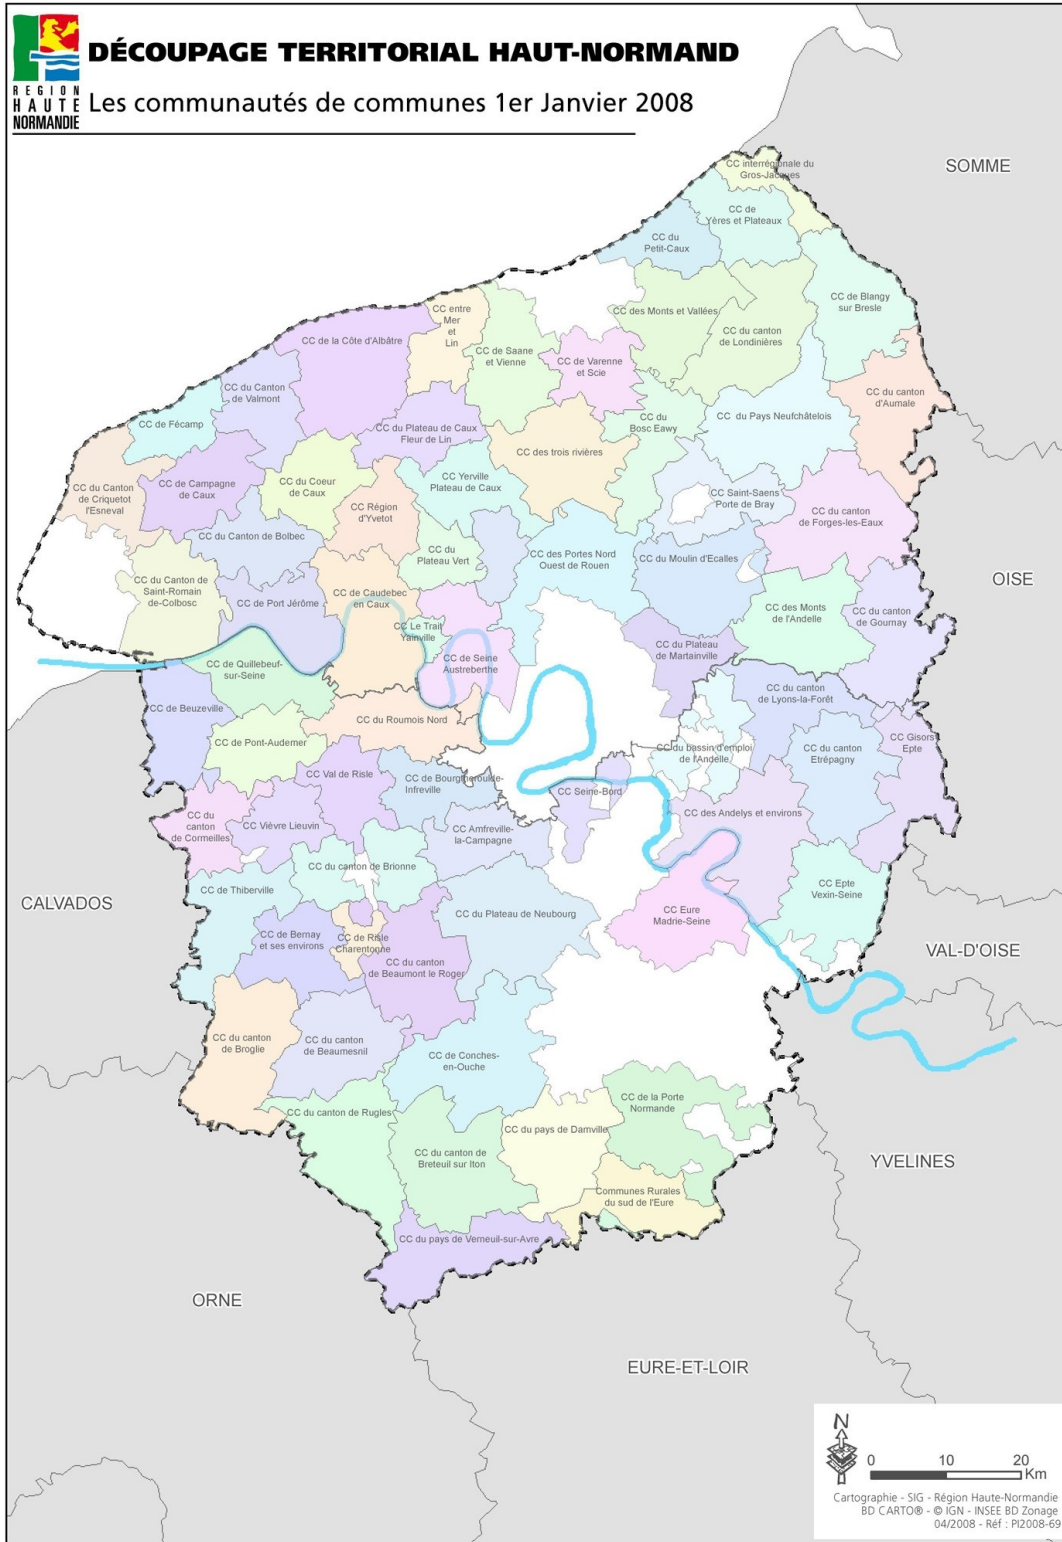 REGION
HAUTE
NORMANDIE
DÉCOUPAGE TERRITORIAL HAUT-NORMAND
Les communautés de communes 1er Janvier 2008
SOMME
CC interrégionale du
Gros-Jacques
CC de
Yères et Plateaux
CC du
Petit-Caux
CC de Blangy
sur Bresle
CC des Monts et Vallées
CC du canton
de Londinières
CC entre
Mer
et
Lin
CC de la Côte d'Albâtre
CC de Saane
et Vienne
CC de Varenne
et Scie
CC du canton
d'Aumale
CC du Canton
de Valmont
CC de Fécamp
CC du Plateau de Caux
Fleur de Lin
CC du
Bosc Eawy
CC du Pays Neufchâtelois
CC des trois rivières
CC du Canton
de Criquetot
l'Esneval
CC de Campagne
de Caux
CC du Coeur
de Caux
CC Yerville
Plateau de Caux
CC Saint-Saens
Porte de Bray
CC Région
d'Yvetot
CC du canton
de Forges-les-Eaux
CC du Canton de Bolbec
CC du
Plateau Vert
CC des Portes Nord
Ouest de Rouen
CC du Moulin d'Ecalles
OISE
CC du Canton de
Saint-Romain
de-Colbosc
CC de Port Jérôme
CC de Caudebec
en Caux
CC des Monts
de l'Andelle
CC du canton
de Gournay
CC Le Trait
Yainville
CC de Seine
Austreberthe
CC du Plateau
de Martainville
CC de Quillebeuf-
sur-Seine
CC du canton
de Lyons-la-Forêt
CC de Beuzeville
CC du Roumois Nord
CC de Pont-Audemer
CC du bassin d'emploi
de l'Andelle
CC du canton
Etrépagny
CC Gisors
Epte
CC Val de Risle
CC de Bourgtheroulde-
Infreville
CC Seine-Bord
CC des Andelys et environs
CC du
canton
de Cormeilles
CC Vièvre Lieuvin
CC Amfreville-
la-Campagne
CC du canton de Brionne
CC de Thiberville
CC Epte
Vexin-Seine
CALVADOS
CC du Plateau de Neubourg
CC Eure
Madrie-Seine
CC de Bernay
et ses environs
CC de Risle
Charentonne
CC du canton
de Beaumont le Roger
VAL-D'OISE
CC du canton
de Broglie
CC du canton
de Beaumesnil
CC de Conches-
en-Ouche
CC de la Porte
Normande
CC du canton de Rugles
CC du pays de Damville
CC du canton de
Breteuil sur Iton
YVELINES
Communes Rurales
du sud de l'Eure
CC du pays de Verneuil-sur-Avre
ORNE
EURE-ET-LOIR
N
0 10 20
Km
Cartographie - SIG - Région Haute-Normandie
BD CARTO® - © IGN - INSEE BD Zonage
04/2008 - Réf : PI2008-69